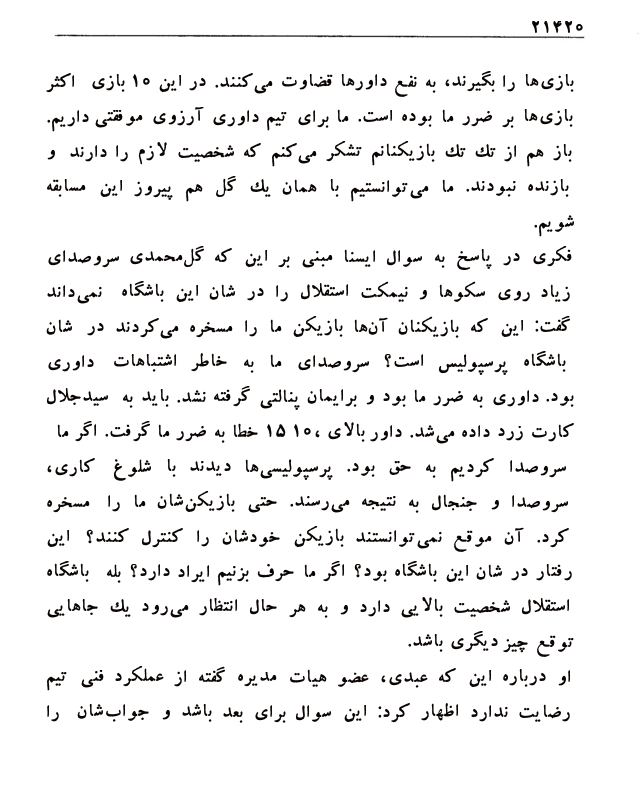 ۲۱۴۲۰
بازی‌ها را بگیرند، به نفع داورها قضاوت می‌کنند. در این ۱۰ بازی اکثر
بازی‌ها بر ضرر ما بوده است. ما برای تیم داوری آرزوی موفقتی داریم.
باز هم از تك تك بازیکنانم تشکر می‌کنم که شخصیت لازم را دارند و
بازنده نبودند. ما می‌توانستیم با همان یك گل هم پیروز این مسابقه
شویم.
فکری در پاسخ به سوال ایسنا مبنی بر این که گل‌محمدی سروصدای
زیاد روی سکوها و نیمکت استقلال را در شان این باشگاه نمی‌داند
گفت: این که بازیکنان آن‌ها بازیکن ما را مسخره می‌کردند در شان
باشگاه پرسپولیس است؟ سروصدای ما به خاطر اشتباهات داوری
بود. داوری به ضرر ما بود و برایمان پنالتی گرفته نشد. باید به سیدجلال
کارت زرد داده می‌شد. داور بالای ۱۰، ۱۵ خطا به ضرر ما گرفت. اگر ما
سروصدا کردیم به حق بود. پرسپولیسی‌ها دیدند با شلوغ کاری،
سروصدا و جنجال به نتیجه می‌رسند. حتی بازیکن‌شان ما را مسخره
کرد. آن موقع نمی‌توانستند بازیکن خودشان را کنترل کنند؟ این
رفتار در شان این باشگاه بود؟ اگر ما حرف بزنیم ایراد دارد؟ بله باشگاه
استقلال شخصیت بالایی دارد و به هر حال انتظار می‌رود یك جاهایی
توقع چیز دیگری باشد.
او درباره این که عبدی، عضو هیات مدیره گفته از عملکرد فنی تیم
رضایت ندارد اظهار کرد: این سوال برای بعد باشد و جواب‌شان را